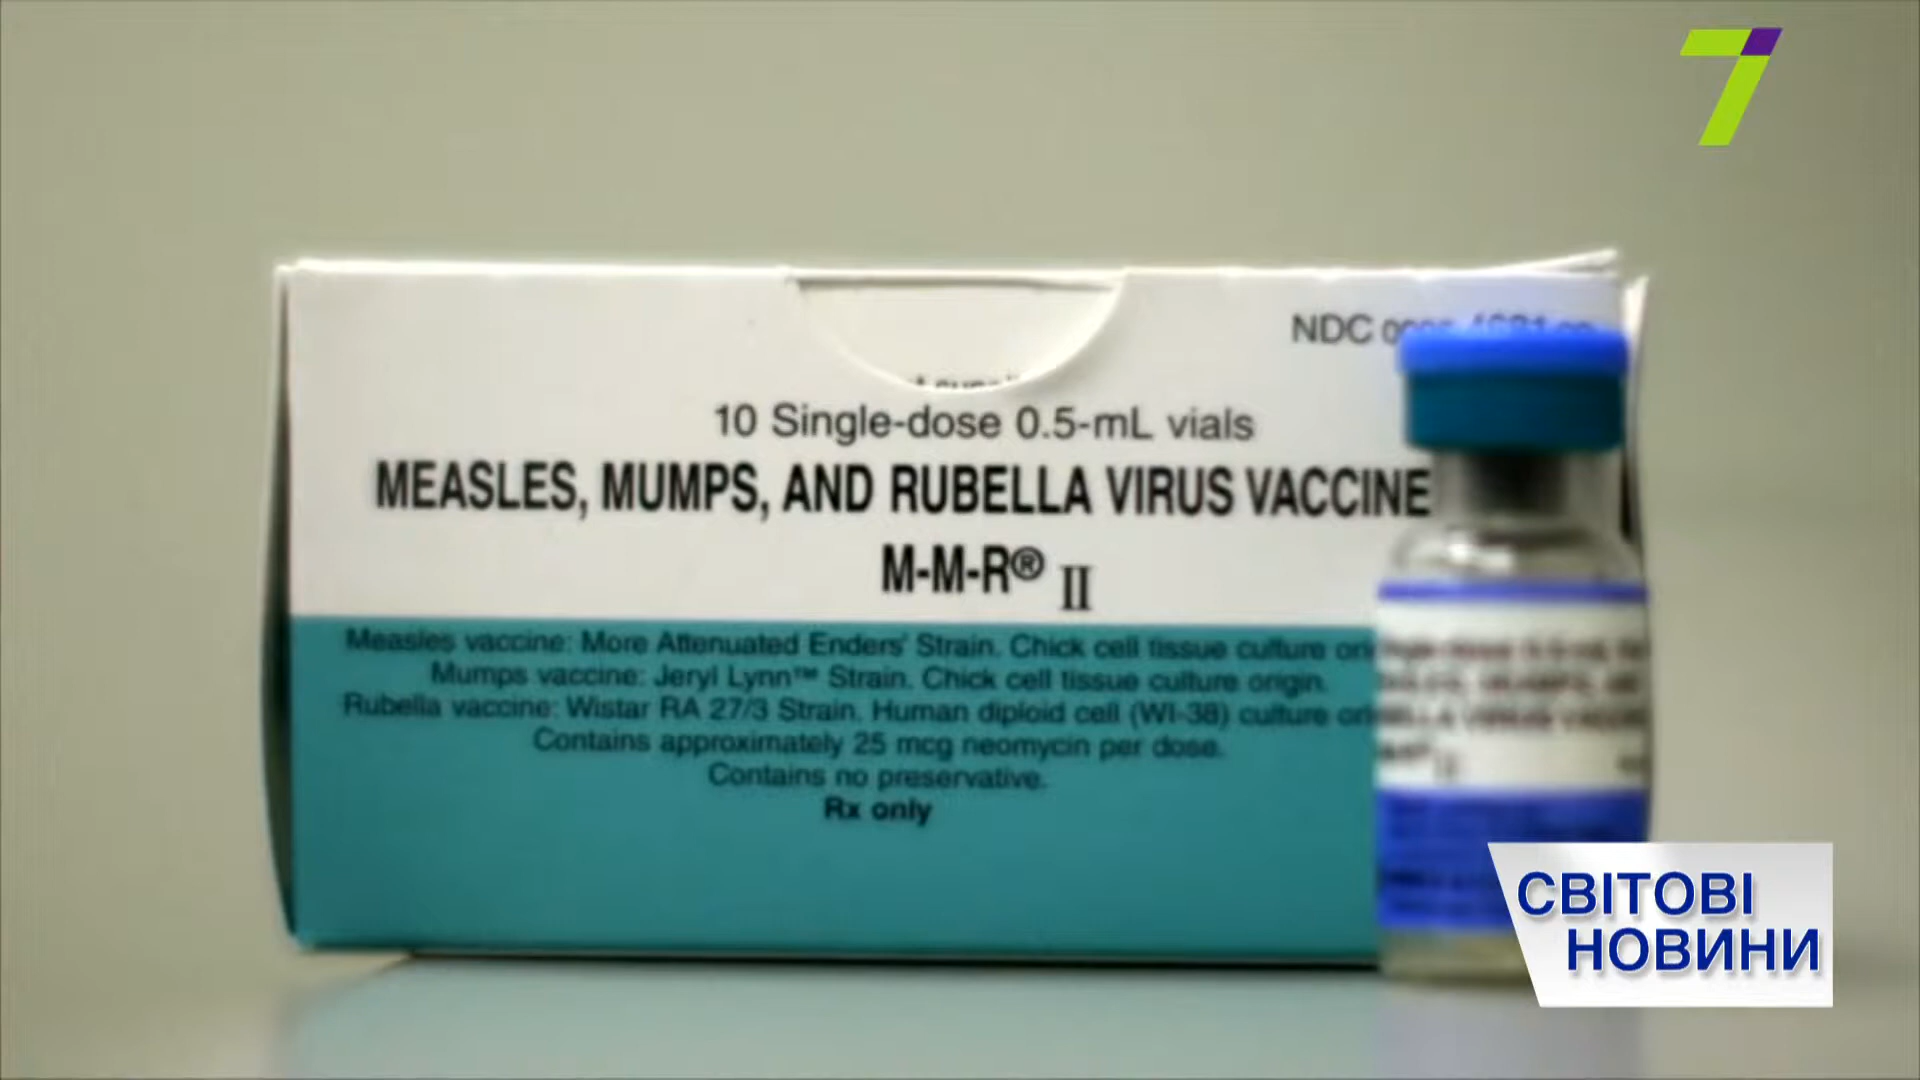 7
NDC
10 Single-dose 0.5-mL vials
MEASLES, MUMPS, AND RUBELLA VIRUS VACCINE
M-M-R® II
Measles vaccine: More Attenuated Enders' Strain. Chick cell tissue culture
Mumps vaccine: Jeryl Lynn™ Strain. Chick cell tissue culture origin.
Rubella vaccine: Wistar RA 27/3 Strain. Human diploid cell (WI-38) culture
Contains approximately 25 mcg neomycin per dose.
Contains no preservative.
Rx only
СВІТОВІ
НОВИНИ